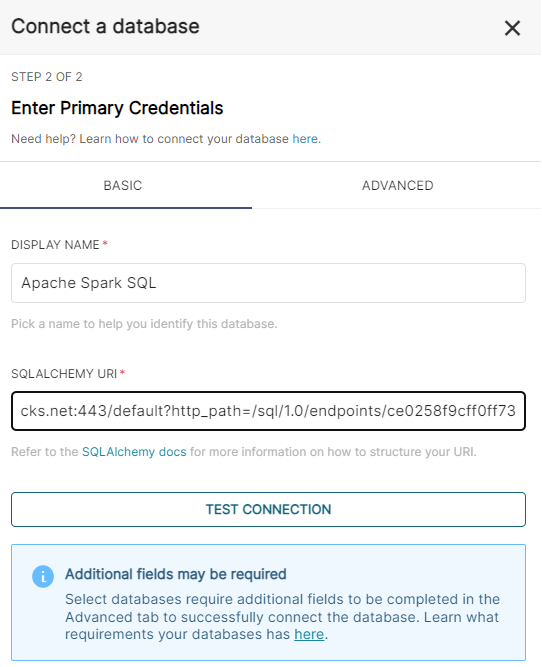 Connect a database
STEP 2 OF 2
Enter Primary Credentials
Need help? Learn how to connect your database here.
BASIC
ADVANCED
DISPLAY NAME*
Apache Spark SQL
Pick a name to help you identify this database.
SQLALCHEMY URI*
cks.net:443/default?http_path=/sql/1.0/endpoints/ce0258f9cff0ff73
Refer to the SQLAlchemy docs for more information on how to structure your URI.
TEST CONNECTION
Additional fields may be required
Select databases require additional fields to be completed in the
Advanced tab to successfully connect the database. Learn what
requirements your databases has here.